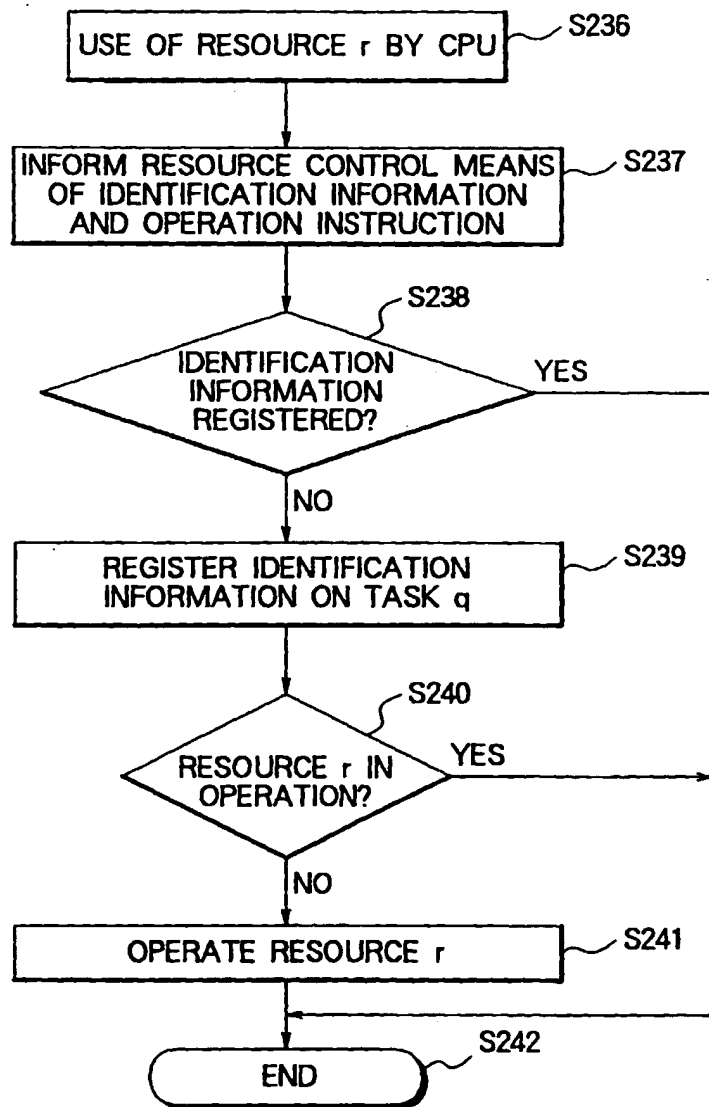 USE OF RESOURCE r BY CPU
S236
INFORM RESOURCE CONTROL MEANS
OF IDENTIFICATION INFORMATION
AND OPERATION INSTRUCTION
S237
S238
IDENTIFICATION
INFORMATION
REGISTERED?
YES
NO
REGISTER IDENTIFICATION
INFORMATION ON TASK q
S239
S240
RESOURCE r IN
OPERATION?
YES
NO
OPERATE RESOURCE r
S241
END
S242